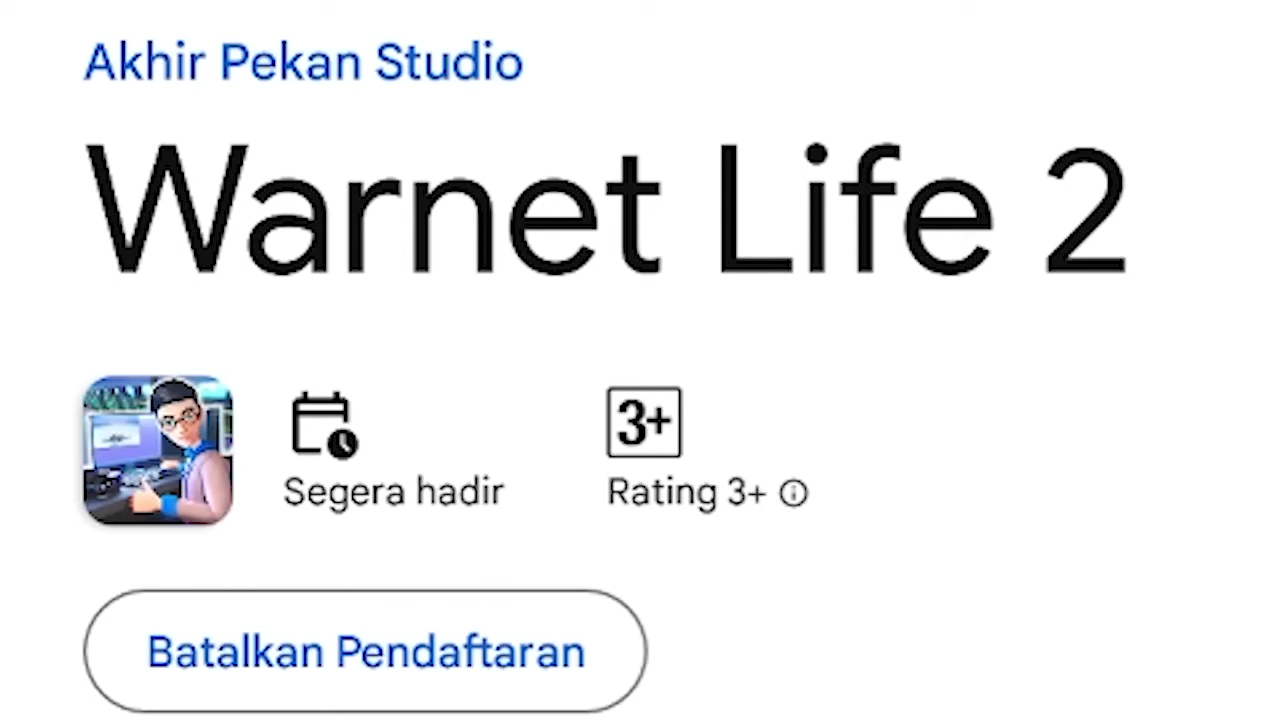 Akhir Pekan Studio
Warnet Life 2
3+
Segera hadir
Rating 3+
Batalkan Pendaftaran